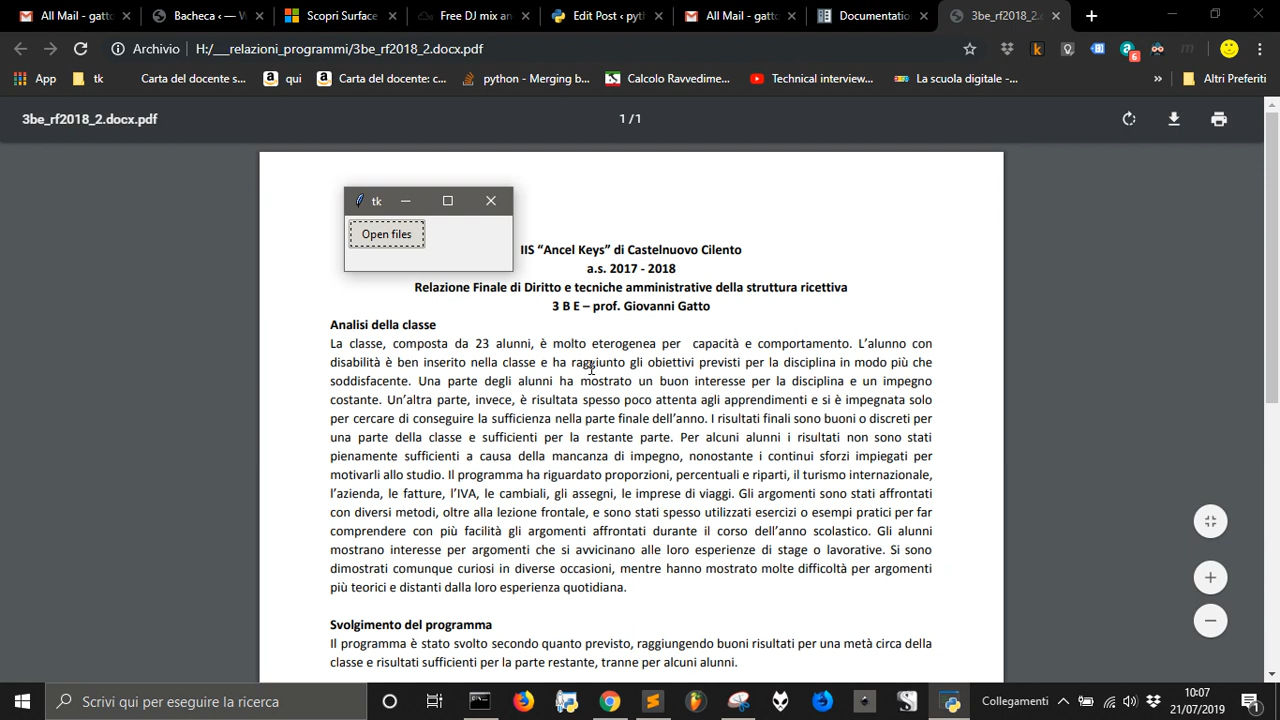 All Mail - gatto
Bacheca ‹ — W
Scopri Surface
Free DJ mix an
Edit Post ‹ pyth
All Mail - gatto
Documentatio
3be_rf2018_2.c
Archivio
H:/__relazioni_programmi/3be_rf2018_2.docx.pdf
6
App
tk
Carta del docente s...
qui
Carta del docente: c...
python - Merging b...
Calcolo Ravvedime...
Technical interview...
La scuola digitale -...
»
Altri Preferiti
3be_rf2018_2.docx.pdf
1 / 1
tk
Open files
IIS “Ancel Keys” di Castelnuovo Cilento
a.s. 2017 - 2018
Relazione Finale di Diritto e tecniche amministrative della struttura ricettiva
3 B E – prof. Giovanni Gatto
Analisi della classe
La classe, composta da 23 alunni, è molto eterogenea per capacità e comportamento. L’alunno con
disabilità è ben inserito nella classe e ha raggiunto gli obiettivi previsti per la disciplina in modo più che
soddisfacente. Una parte degli alunni ha mostrato un buon interesse per la disciplina e un impegno
costante. Un’altra parte, invece, è risultata spesso poco attenta agli apprendimenti e si è impegnata solo
per cercare di conseguire la sufficienza nella parte finale dell’anno. I risultati finali sono buoni o discreti per
una parte della classe e sufficienti per la restante parte. Per alcuni alunni i risultati non sono stati
pienamente sufficienti a causa della mancanza di impegno, nonostante i continui sforzi impiegati per
motivarli allo studio. Il programma ha riguardato proporzioni, percentuali e riparti, il turismo internazionale,
l’azienda, le fatture, l’IVA, le cambiali, gli assegni, le imprese di viaggi. Gli argomenti sono stati affrontati
con diversi metodi, oltre alla lezione frontale, e sono stati spesso utilizzati esercizi o esempi pratici per far
comprendere con più facilità gli argomenti affrontati durante il corso dell’anno scolastico. Gli alunni
mostrano interesse per argomenti che si avvicinano alle loro esperienze di stage o lavorative. Si sono
dimostrati comunque curiosi in diverse occasioni, mentre hanno mostrato molte difficoltà per argomenti
più teorici e distanti dalla loro esperienza quotidiana.
Svolgimento del programma
Il programma è stato svolto secondo quanto previsto, raggiungendo buoni risultati per una metà circa della
classe e risultati sufficienti per la parte restante, tranne per alcuni alunni.
Scrivi qui per eseguire la ricerca
Collegamenti
10:07
21/07/2019
1